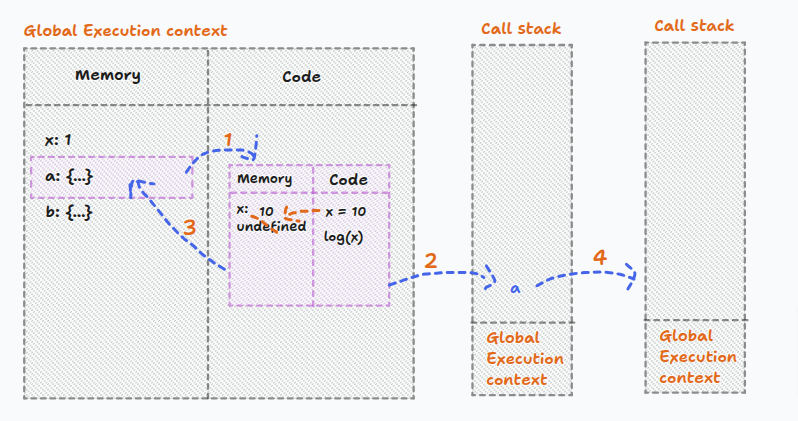 Global Execution context
Memory
Code
x: 1
a: {...}
b: {...}
1
Memory
Code
x: 10
undefined
x = 10
log(x)
3
2
Call stack
a
Global
Execution
context
4
Call stack
Global
Execution
context